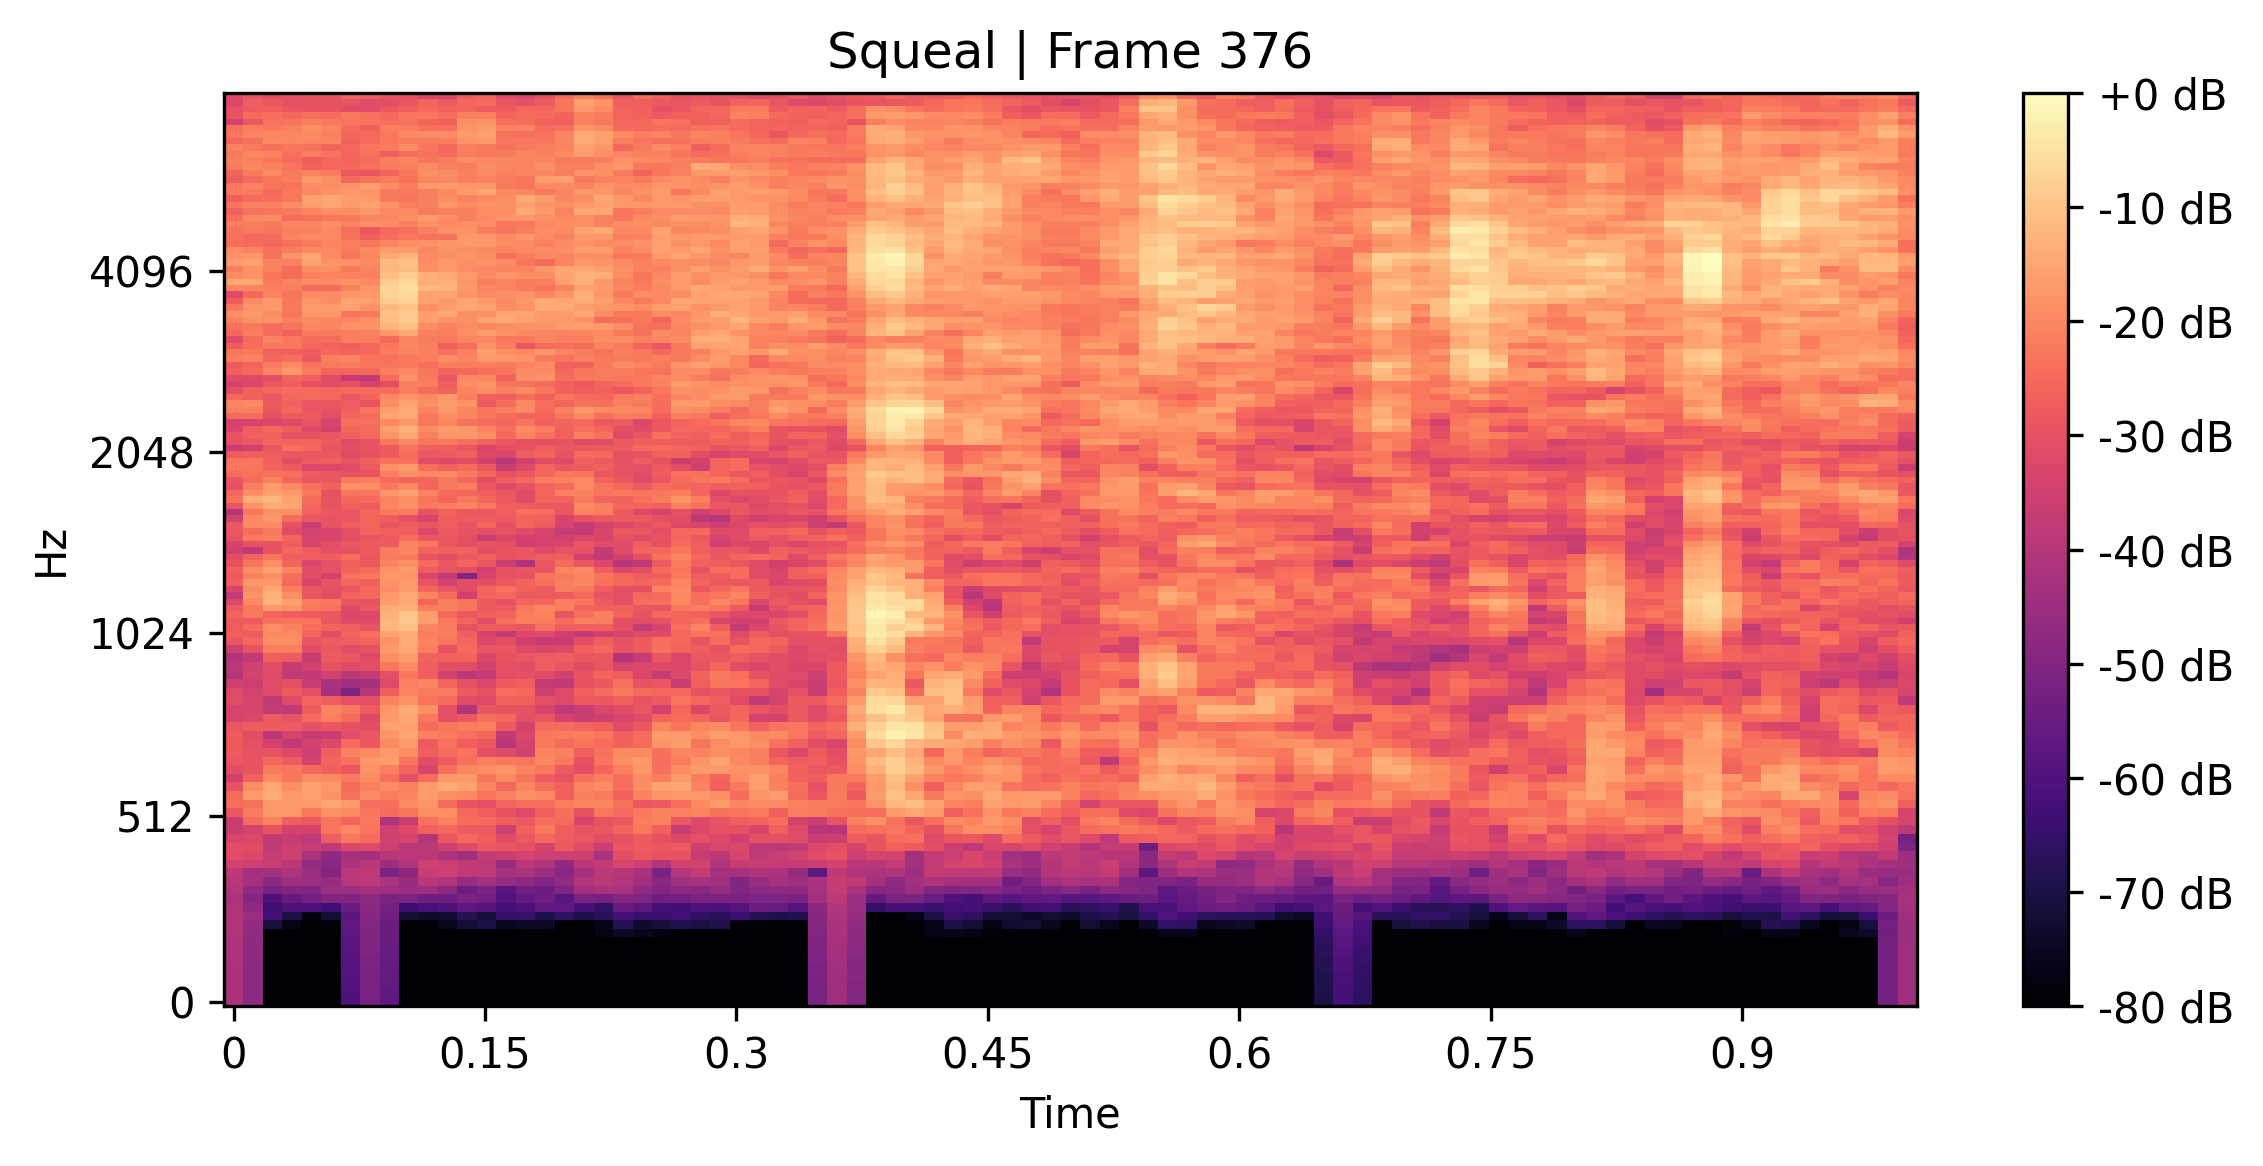 Squeal | Frame 376
+0 dB
-10 dB
-20 dB
-30 dB
-40 dB
-50 dB
-60 dB
-70 dB
-80 dB
Hz
4096
2048
1024
512
0
0 0.15 0.3 0.45 0.6 0.75 0.9
Time